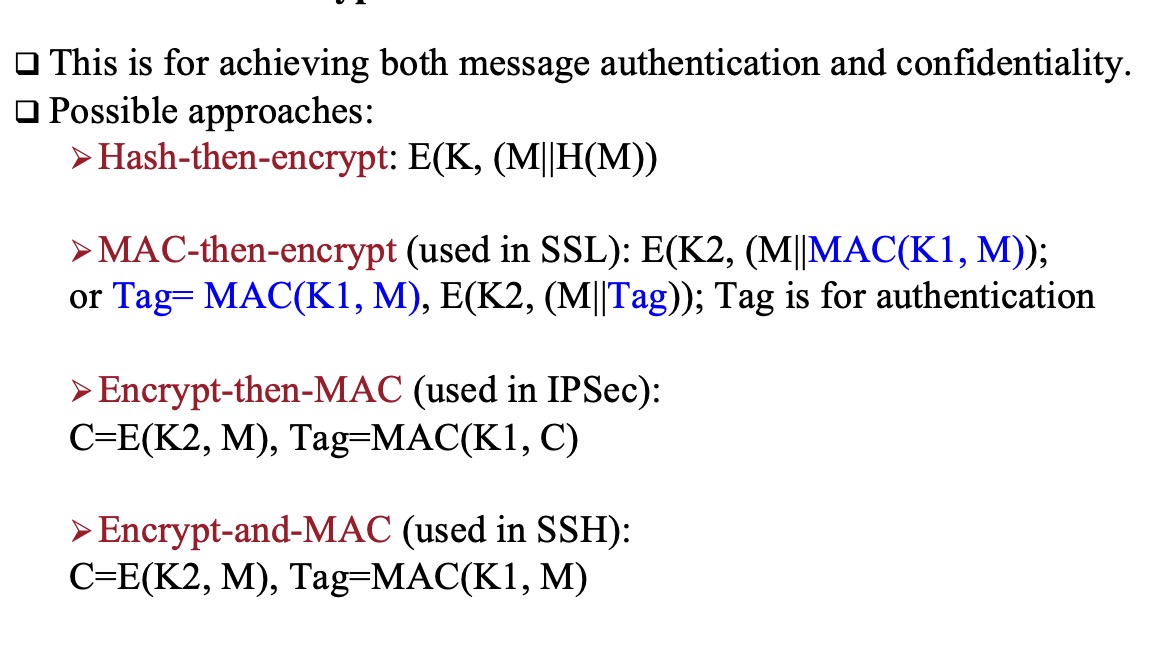 ❑ This is for achieving both message authentication and confidentiality.
❑ Possible approaches:
➢ Hash-then-encrypt: E(K, (M||H(M))
➢ MAC-then-encrypt (used in SSL): E(K2, (M||MAC(K1, M));
or Tag= MAC(K1, M), E(K2, (M||Tag)); Tag is for authentication
➢ Encrypt-then-MAC (used in IPSec):
C=E(K2, M), Tag=MAC(K1, C)
➢ Encrypt-and-MAC (used in SSH):
C=E(K2, M), Tag=MAC(K1, M)